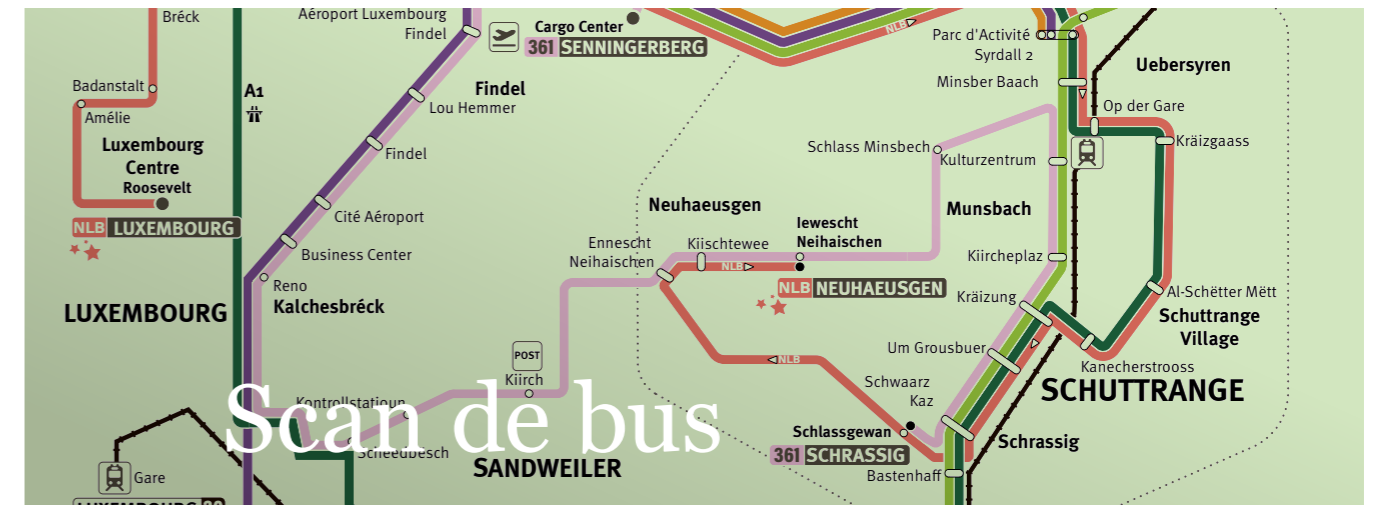 Bréck
Aéroport Luxembourg
Findel
Cargo Center
361 SENNINGERBERG
NLB
Parc d'Activité
Syrdall 2
Uebersyren
Minsber Baach
Badanstalt
A1
Findel
Lou Hemmer
Op der Gare
Amélie
Kräizgaass
Luxembourg
Centre
Roosevelt
Findel
Schlass Minsbech
Kulturzentrum
Cité Aéroport
Neuhaeusgen
Munsbach
NLB LUXEMBOURG
Iewescht
Neihaischen
Ennescht
Neihaischen
Kiischtewee
Business Center
Kiircheplaz
NLB
Reno
NLB NEUHAEUSGEN
Kräizung
Al-Schëtter Mëtt
Kalchesbréck
LUXEMBOURG
Schuttrange
Village
POST
Um Grousbuer
NLB
Kanecherstrooss
Kiirch
Schwaarz
Kaz
SCHUTTRANGE
Kontrollstatioun
Scan de bus
Schlassgewan
Schrassig
Scheedbesch
361 SCHRASSIG
SANDWEILER
Bastenhaff
Gare
LUXEMBOURG